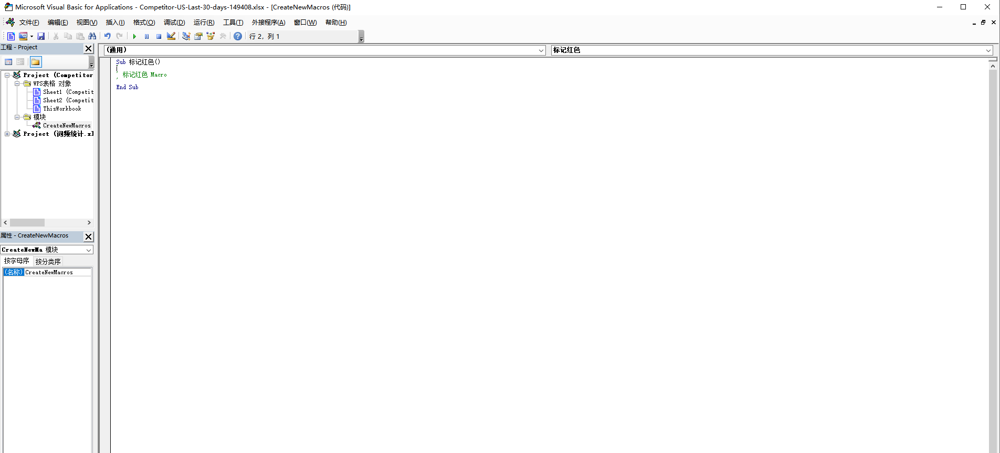 Microsoft Visual Basic for Applications - Competitor-US-Last-30-days-149408.xlsx - [CreateNewMacros (代码)]
文件(F) 编辑(E) 视图(V) 插入(I) 格式(O) 调试(D) 运行(R) 工具(T) 外接程序(A) 窗口(W) 帮助(H)
行 2, 列 1
工程 - Project
(通用) 标记红色
Sub 标记红色()
'
' 标记红色 Macro
'
End Sub
Project (Competitor
WPS表格 对象
Sheet1 (Competit
Sheet2 (Competit
ThisWorkbook
模块
CreateNewMacros
Project (词频统计.xl
属性 - CreateNewMacros
CreateNewMa 模块
按字母序 按分类序
(名称) CreateNewMacros